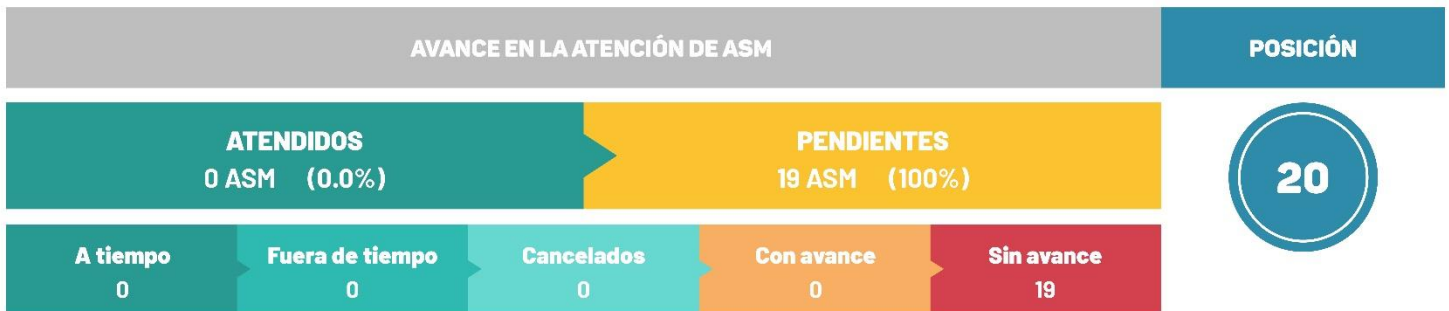 AVANCE EN LA ATENCIÓN DE ASM
POSICIÓN
ATENDIDOS
0 ASM (0.0%)
PENDIENTES
19 ASM (100%)
20
A tiempo
0
Fuera de tiempo
0
Cancelados
0
Con avance
0
Sin avance
19